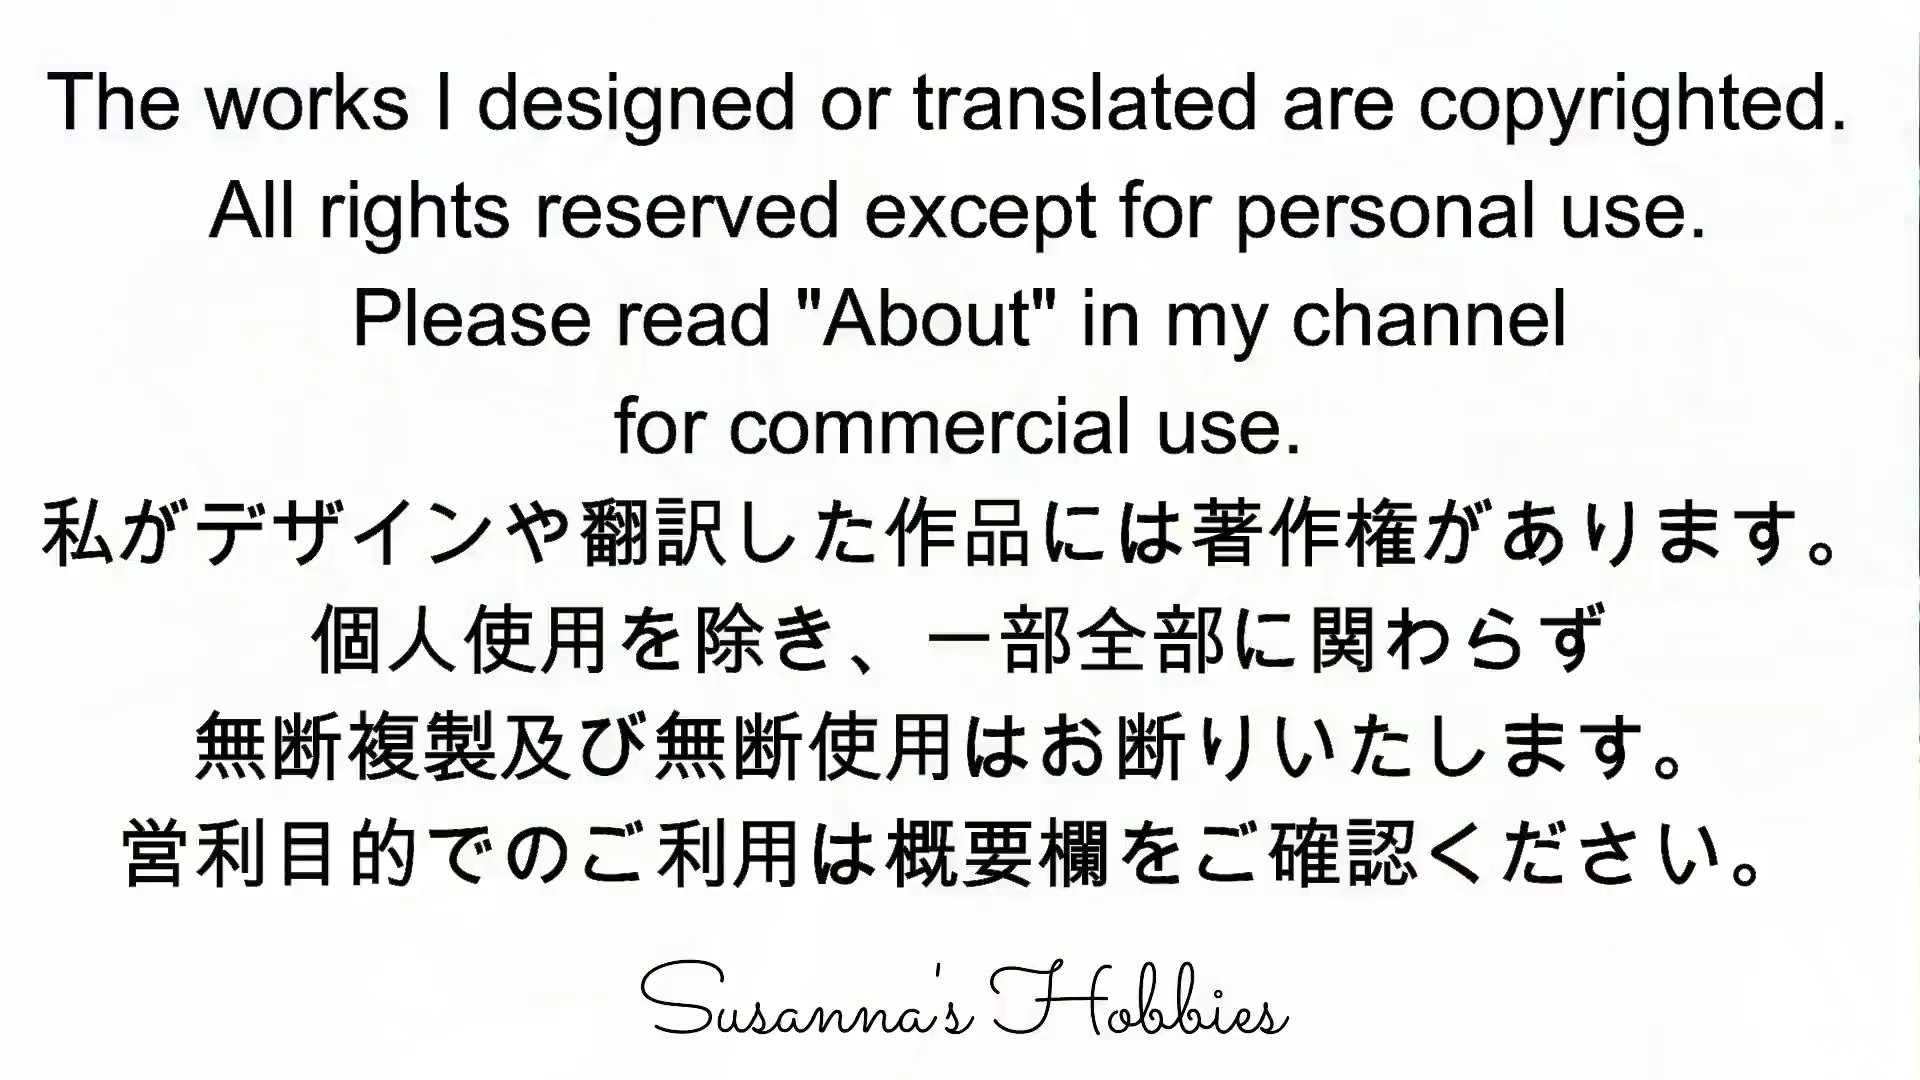 The works I designed or translated are copyrighted.
All rights reserved except for personal use.
Please read "About" in my channel
for commercial use.
私がデザインや翻訳した作品には著作権があります。
個人使用を除き、一部全部に関わらず
無断複製及び無断使用はお断りいたします。
営利目的でのご利用は概要欄をご確認ください。
Susanna's Hobbies